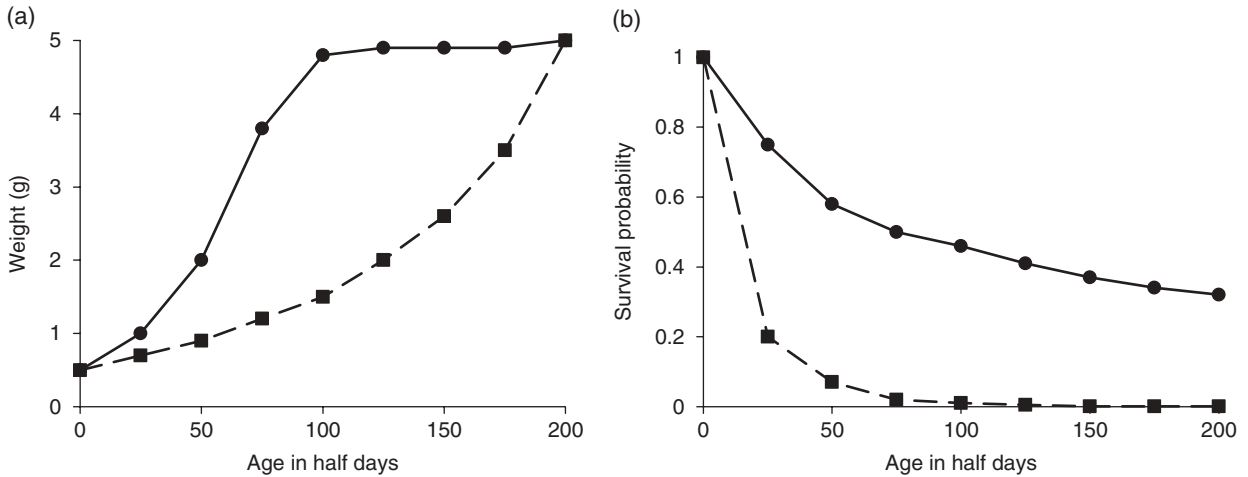 (a)
5
4
3
2
1
0
Weight (g)
0 50 100 150 200
Age in half days
(b)
1
0.8
0.6
0.4
0.2
0
Survival probability
0 50 100 150 200
Age in half days